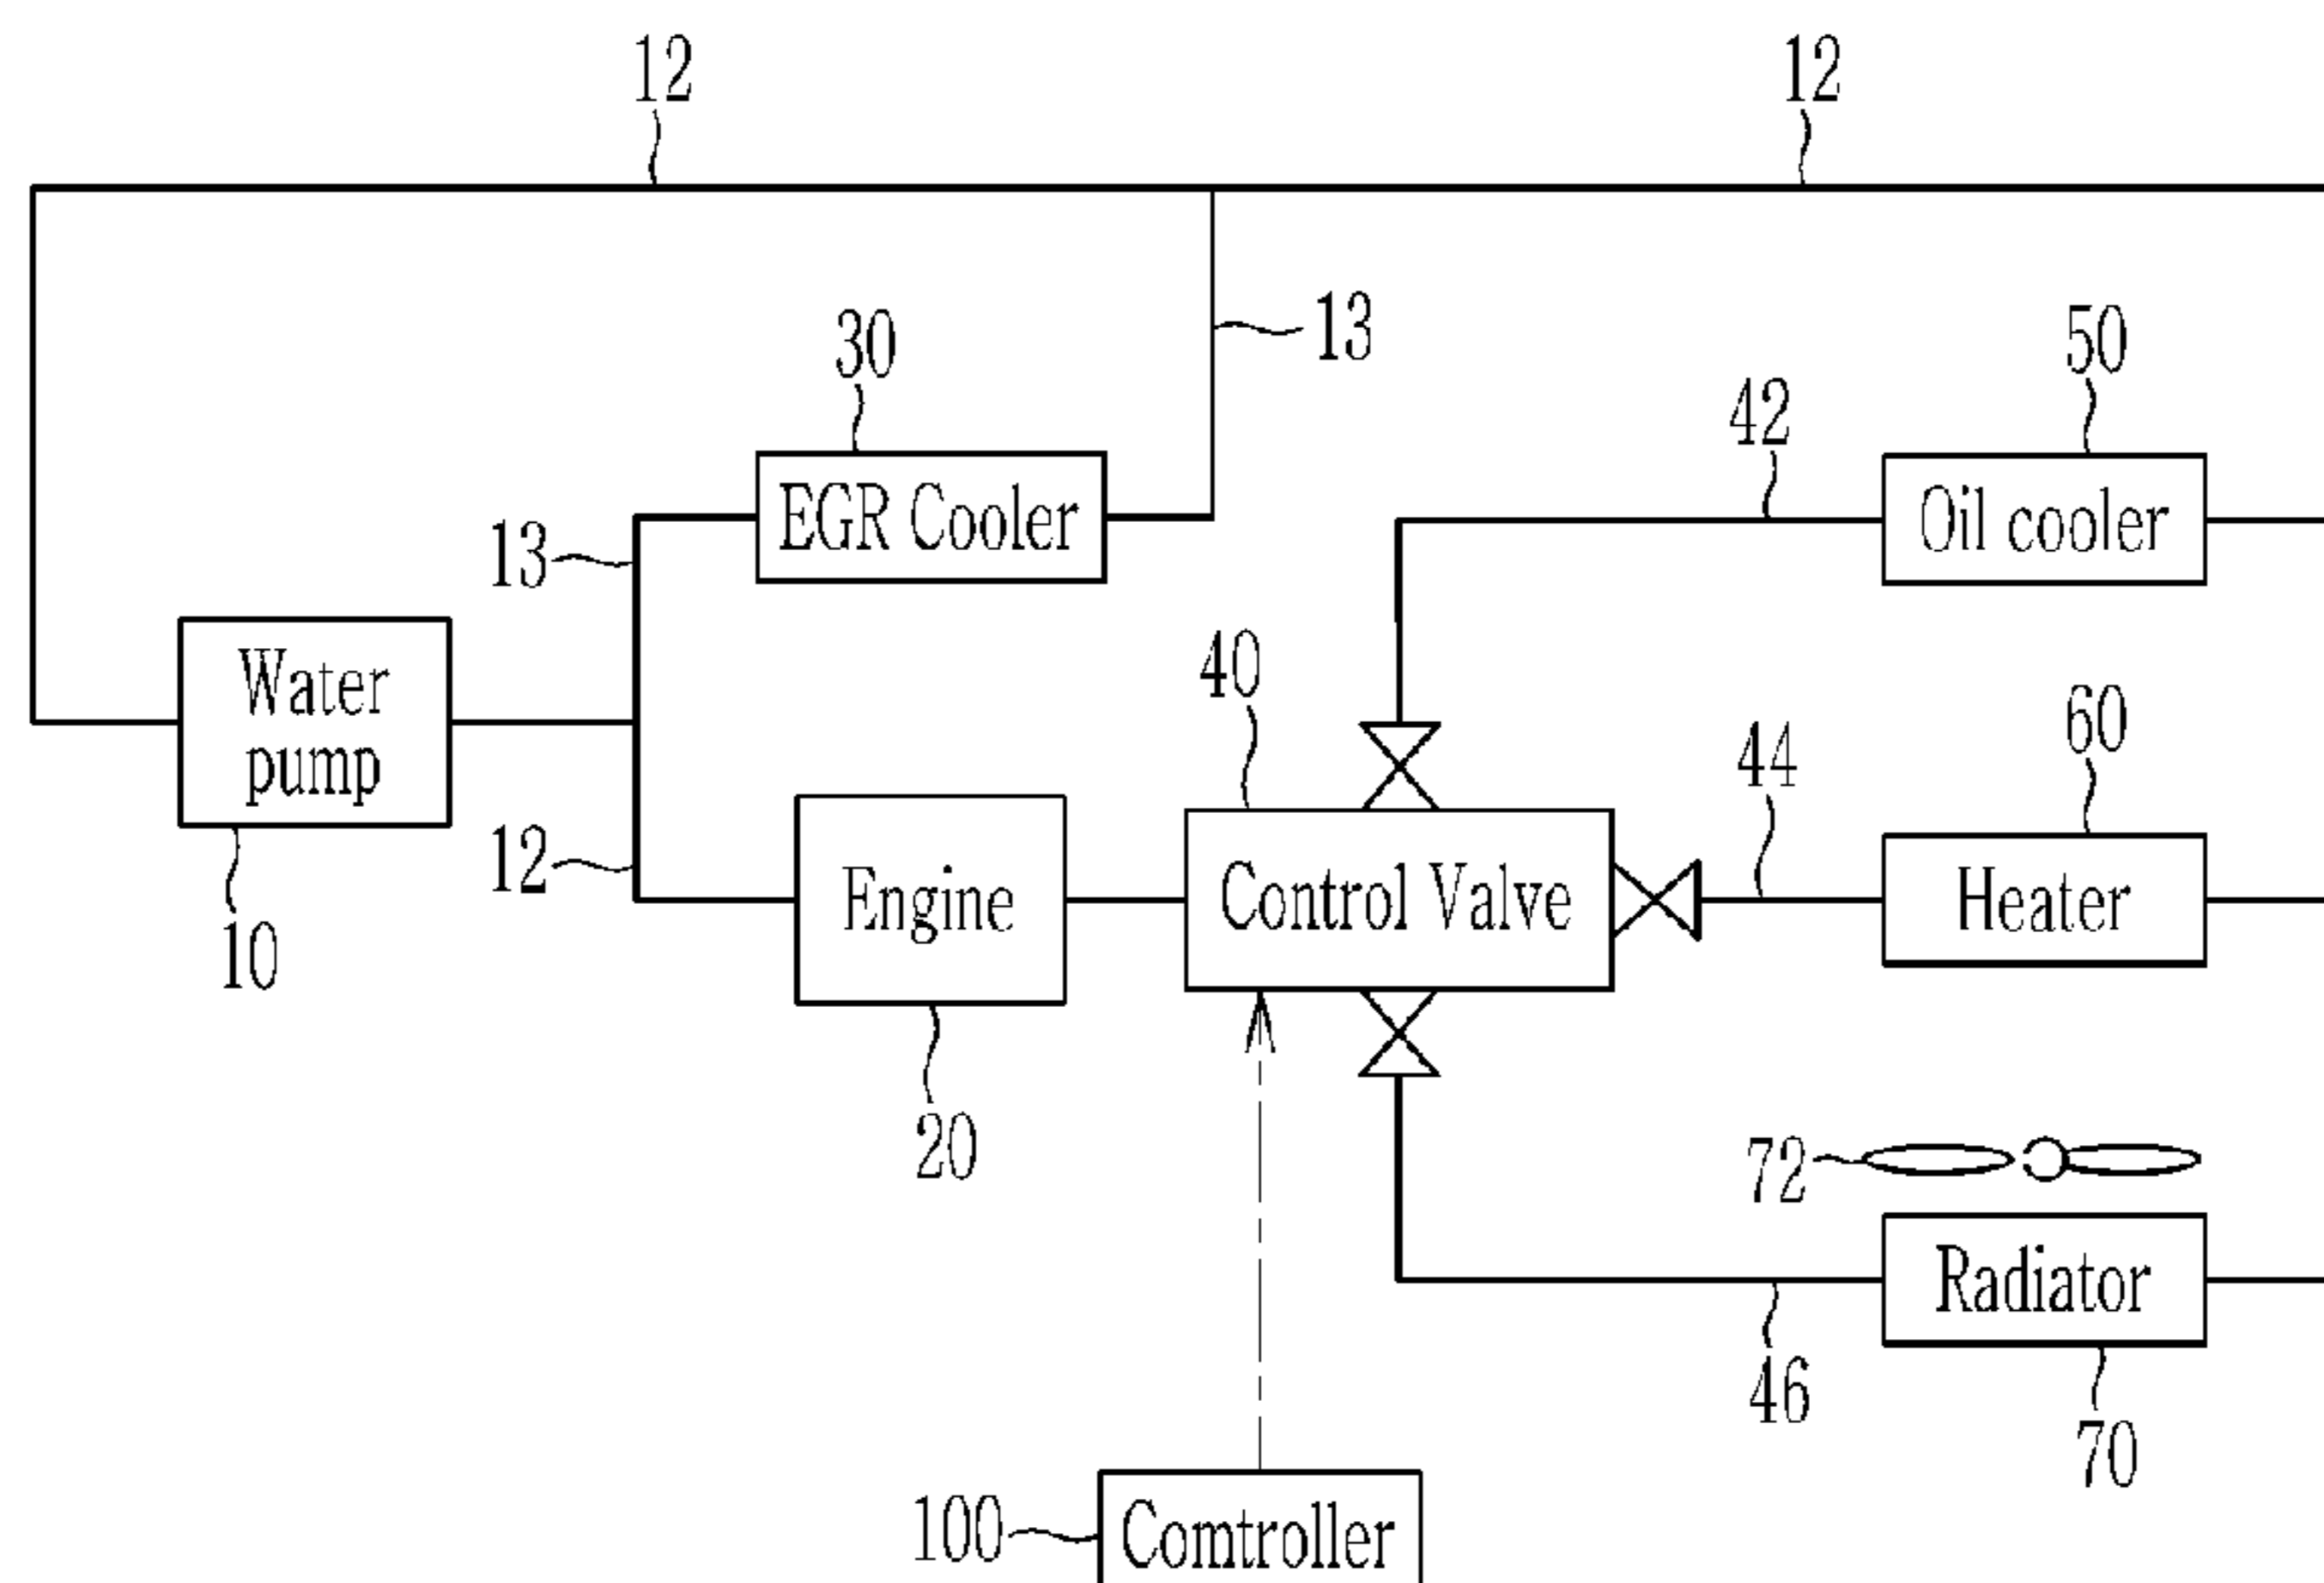 12
12
13
30
50
42
EGR Cooler
Oil cooler
13
Water
pump
40
60
44
12
Engine
Control Valve
Heater
10
20
72
Radiator
46
70
100
Comtroller